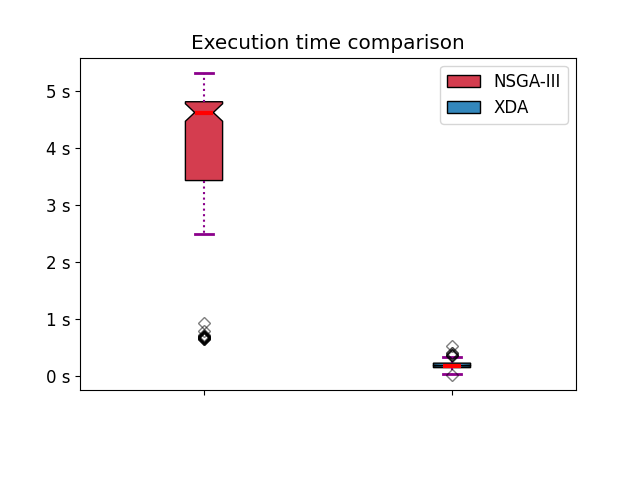 Execution time comparison
NSGA-III
XDA
5 s
4 s
3 s
2 s
1 s
0 s